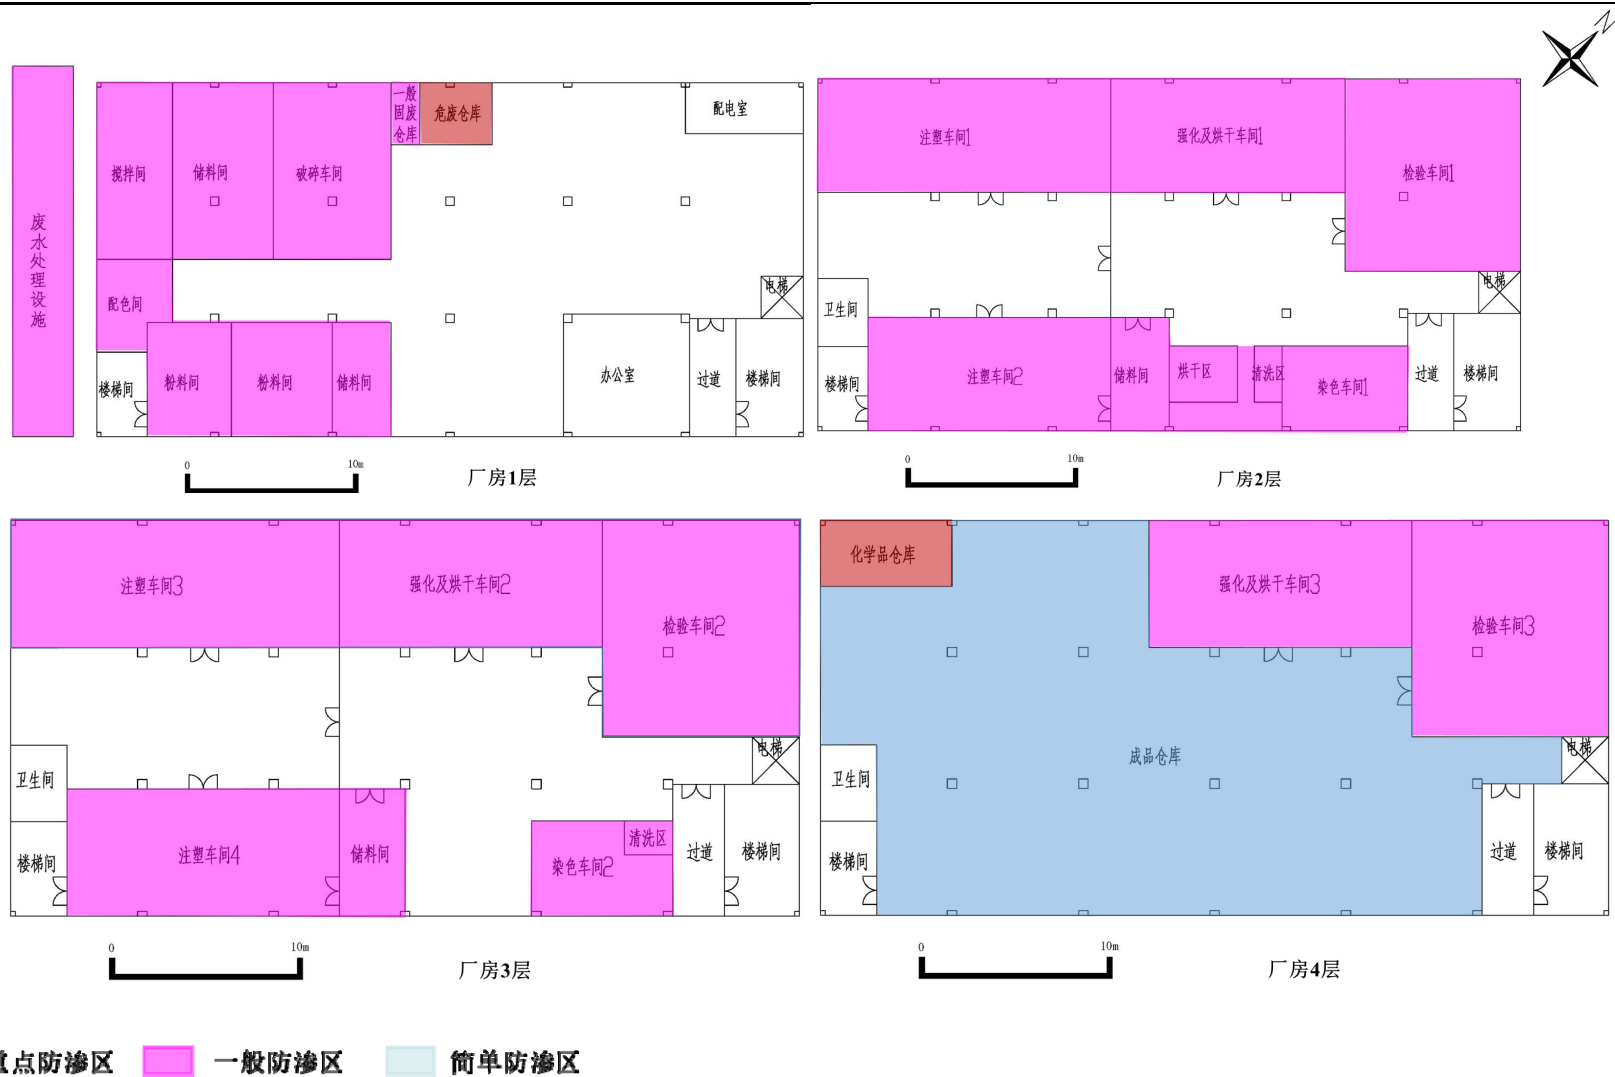 N
废水处理设施
搅拌间
储料间
破碎车间
一般
固废
仓库
危废仓库
配电室
配色间
电梯
楼梯间
粉料间
粉料间
储料间
办公室
过道
楼梯间
0
10m
厂房1层
注塑车间1
强化及烘干车间1
检验车间1
卫生间
电梯
楼梯间
注塑车间2
储料间
烘干区
清洗区
染色车间1
过道
楼梯间
0
10m
厂房2层
注塑车间3
强化及烘干车间2
检验车间2
电梯
卫生间
楼梯间
注塑车间4
储料间
清洗区
染色车间2
过道
楼梯间
0
10m
厂房3层
化学品仓库
强化及烘干车间3
检验车间3
成品仓库
电梯
卫生间
楼梯间
过道
楼梯间
0
10m
厂房4层
重点防渗区
一般防渗区
简单防渗区